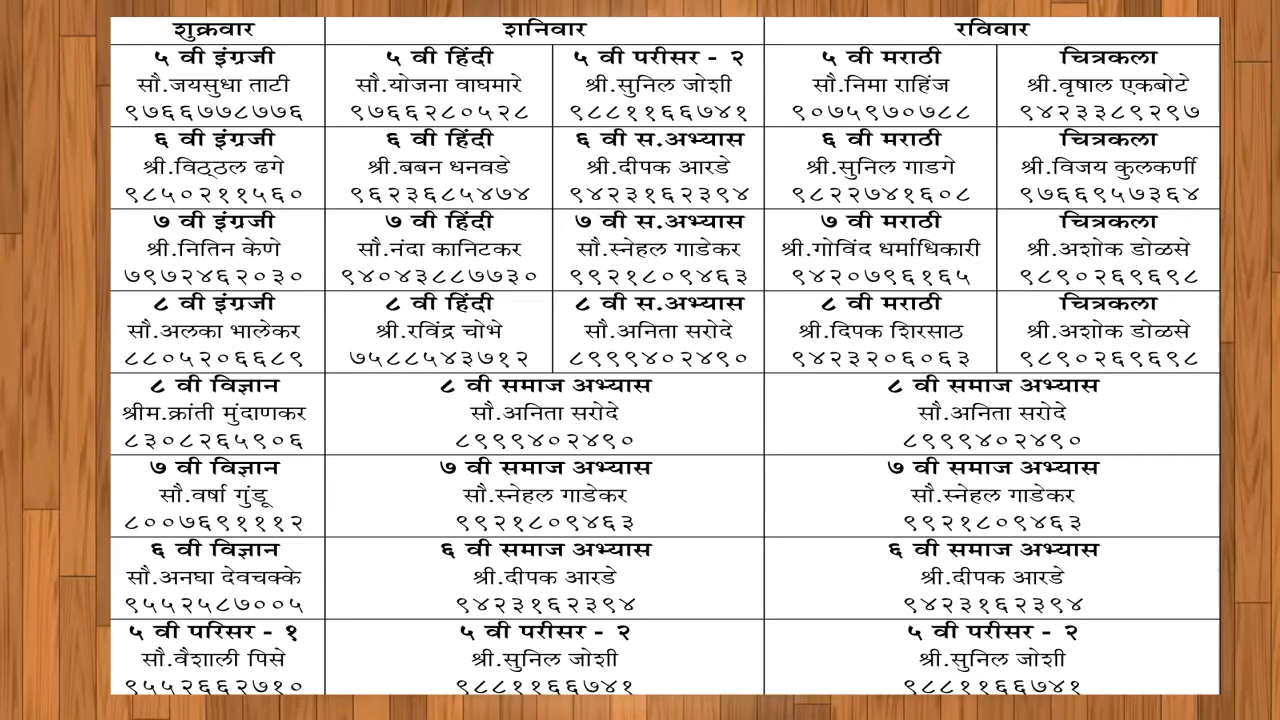 शुक्रवार शनिवार रविवार
५ वी इंग्रजी ५ वी हिंदी ५ वी परीसर - २ ५ वी मराठी चित्रकला
सौ.जयसुधा ताटी सौ.योजना वाघमारे श्री.सुनिल जोशी सौ.निमा राहिंज श्री.वृषाल एकबोटे
९७६६७७८७७६ ९७६६२८०५२८ ९८८११६६७४१ ९०७५९७०७८८ ९४२३३८९२९७
६ वी इंग्रजी ६ वी हिंदी ६ वी स.अभ्यास ६ वी मराठी चित्रकला
श्री.विठ्ठल ढगे श्री.बबन धनवडे श्री.दीपक आरडे श्री.सुनिल गाडगे श्री.विजय कुलकर्णी
९८५०२११५६० ९६२३६८५४७४ ९४२३१६२३९४ ९८२२७४१६०८ ९७६६९५७३६४
७ वी इंग्रजी ७ वी हिंदी ७ वी स.अभ्यास ७ वी मराठी चित्रकला
श्री.नितिन केणे सौ.नंदा कानिटकर सौ.स्नेहल गाडेकर श्री.गोविंद धर्माधिकारी श्री.अशोक डोळसे
७९७२४६२०३० ९४०४३८८७७३० ९९२१८०९४६३ ९४२०७९६१६५ ९८९०२६९६९८
८ वी इंग्रजी ८ वी हिंदी ८ वी स.अभ्यास ८ वी मराठी चित्रकला
सौ.अलका भालेकर श्री.रविंद्र चोभे सौ.अनिता सरोदे श्री.दिपक शिरसाठ श्री.अशोक डोळसे
८८०५२०६६८९ ७५८८५४३७१२ ८९९९४०२४९० ९४२३२०६०६३ ९८९०२६९६९८
८ वी विज्ञान ८ वी समाज अभ्यास ८ वी समाज अभ्यास
श्रीम.क्रांती मुंदाणकर सौ.अनिता सरोदे सौ.अनिता सरोदे
८३०८२६५९०६ ८९९९४०२४९० ८९९९४०२४९०
७ वी विज्ञान ७ वी समाज अभ्यास ७ वी समाज अभ्यास
सौ.वर्षा गुंडू सौ.स्नेहल गाडेकर सौ.स्नेहल गाडेकर
८००७६९१११२ ९९२१८०९४६३ ९९२१८०९४६३
६ वी विज्ञान ६ वी समाज अभ्यास ६ वी समाज अभ्यास
सौ.अनघा देवचक्के श्री.दीपक आरडे श्री.दीपक आरडे
९५५२५८७००५ ९४२३१६२३९४ ९४२३१६२३९४
५ वी परिसर - १ ५ वी परीसर - २ ५ वी परीसर - २
सौ.वैशाली पिसे श्री.सुनिल जोशी श्री.सुनिल जोशी
९५५२६६२७१० ९८८११६६७४१ ९८८११६६७४१